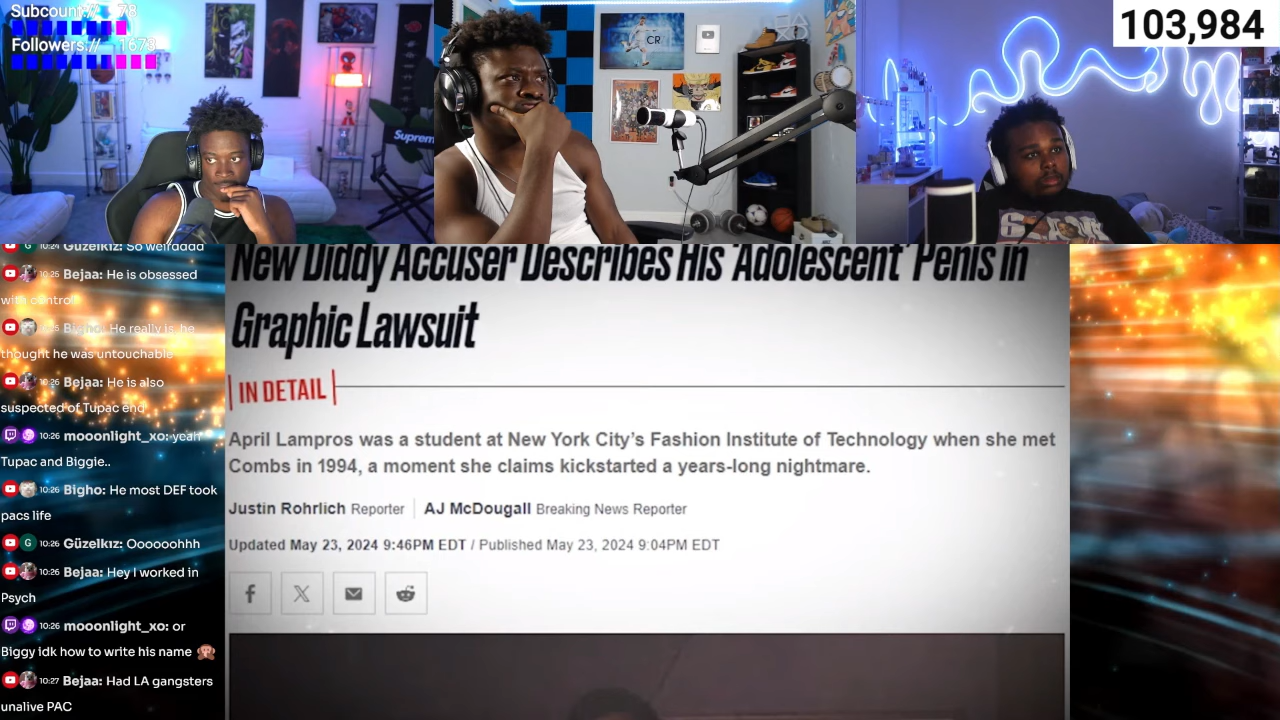 Subcount:// 78
Followers:// 1678
103,984
CR
Suprem
Güzelkız: So weirdddd
10:25 Bejaa: He is obsessed
with control
Bigho: He really is he
thought he was untouchable
10:26 Bejaa: He is also
suspected of Tupac end
10:26 mooonlight_xo: yeah
Tupac and Biggie..
10:26 Bigho: He most DEF took
pacs life
G 10:26 Güzelkız: Oooooohhh
10:26 Bejaa: Hey I worked in
Psych
10:26 mooonlight_xo: or
Biggy idk how to write his name
10:27 Bejaa: Had LA gangsters
unalive PAC
New Diddy Accuser Describes His 'Adolescent' Penis in
Graphic Lawsuit
IN DETAIL
April Lampros was a student at New York City's Fashion Institute of Technology when she met
Combs in 1994, a moment she claims kickstarted a years-long nightmare.
Justin Rohrlich Reporter AJ McDougall Breaking News Reporter
Updated May 23, 2024 9:46PM EDT / Published May 23, 2024 9:04PM EDT